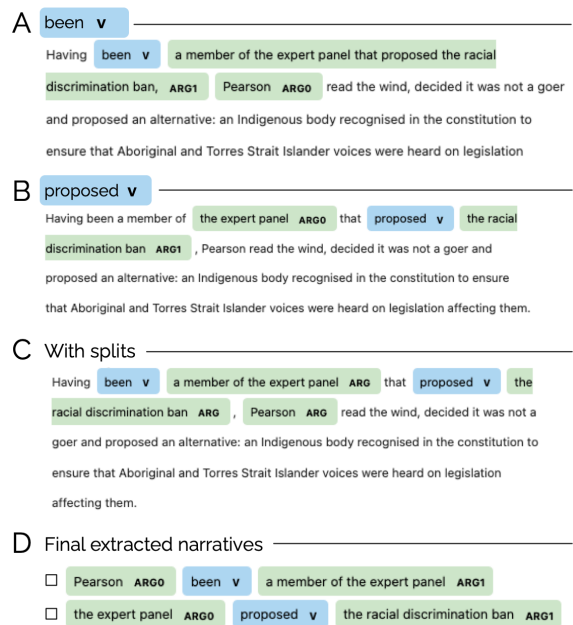 A been V
Having been V a member of the expert panel that proposed the racial
discrimination ban, ARG1 Pearson ARG0 read the wind, decided it was not a goer
and proposed an alternative: an Indigenous body recognised in the constitution to
ensure that Aboriginal and Torres Strait Islander voices were heard on legislation
B proposed V
Having been a member of the expert panel ARG0 that proposed V the racial
discrimination ban ARG1 , Pearson read the wind, decided it was not a goer and
proposed an alternative: an Indigenous body recognised in the constitution to ensure
that Aboriginal and Torres Strait Islander voices were heard on legislation affecting them.
C With splits
Having been V a member of the expert panel ARG that proposed V the
racial discrimination ban ARG , Pearson ARG read the wind, decided it was not a
goer and proposed an alternative: an Indigenous body recognised in the constitution to
ensure that Aboriginal and Torres Strait Islander voices were heard on legislation
affecting them.
D Final extracted narratives
Pearson ARG0 been V a member of the expert panel ARG1
the expert panel ARG0 proposed V the racial discrimination ban ARG1